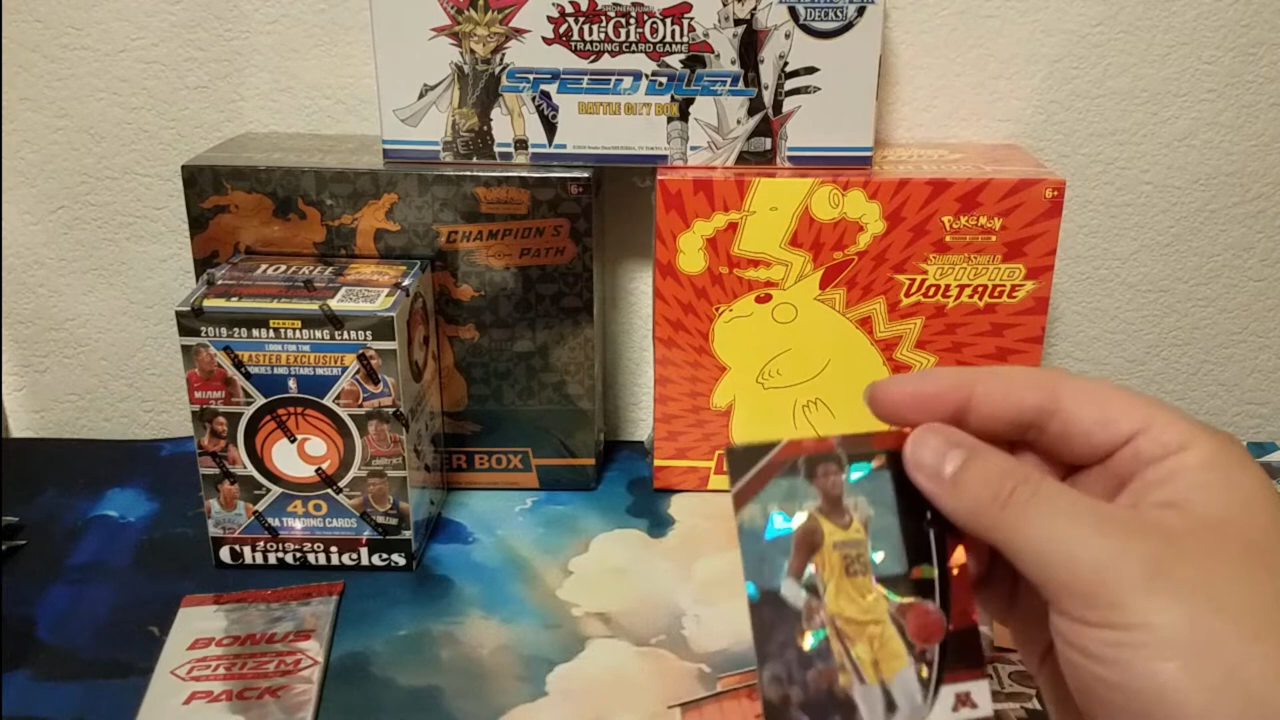 SHONEN JUMP
Yu-Gi-Oh!
TRADING CARD GAME
SPEED DUEL
BATTLE CITY BOX
DECKS!
Pokémon
6+
CHAMPION'S
PATH
ER BOX
Pokémon
TRADING CARD GAME
6+
SWORD & SHIELD
VIVID
VOLTAGE
10 FREE
PANINI
2019-20 NBA TRADING CARDS
LOOK FOR THE
BLASTER EXCLUSIVE
ROOKIES AND STARS INSERT
MIAMI
40
NBA TRADING CARDS
2019-20
Chronicles
BONUS
PRIZM
PACK
25
M